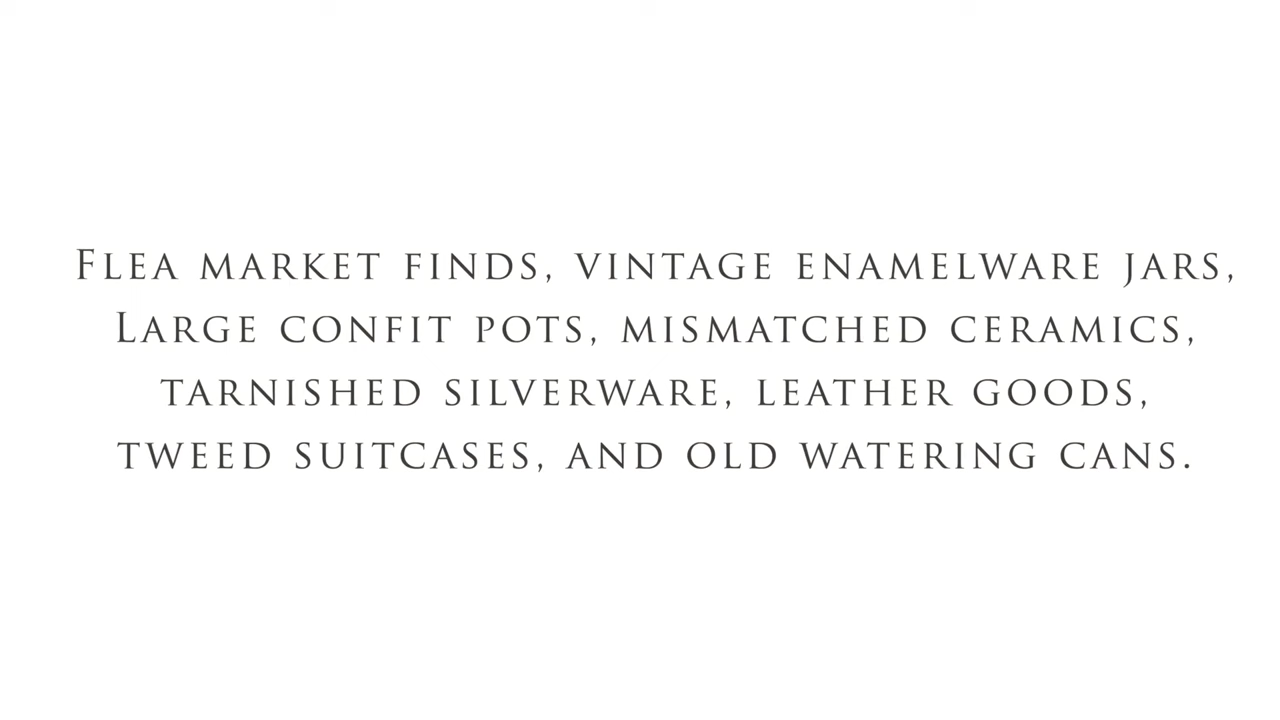 Flea market finds, vintage enamelware jars,
Large confit pots, mismatched ceramics,
tarnished silverware, leather goods,
tweed suitcases, and old watering cans.